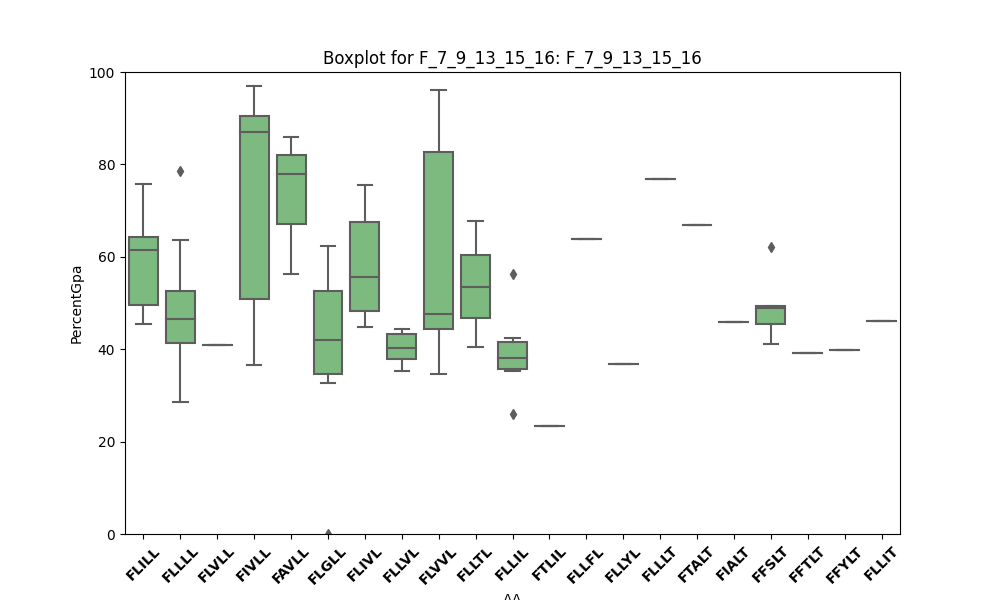 Boxplot for F_7_9_13_15_16: F_7_9_13_15_16
100
80
60
40
20
0
PercentGpa
FLILL
FLLLL
FLVLL
FIVLL
FAVLL
FLGLL
FLIVL
FLLVL
FLVVL
FLLTL
FLLIL
FTLIL
FLLFL
FLLYL
FLLLT
FTALT
FIALT
FFSLT
FFTLT
FFYLT
FLLIT
AA